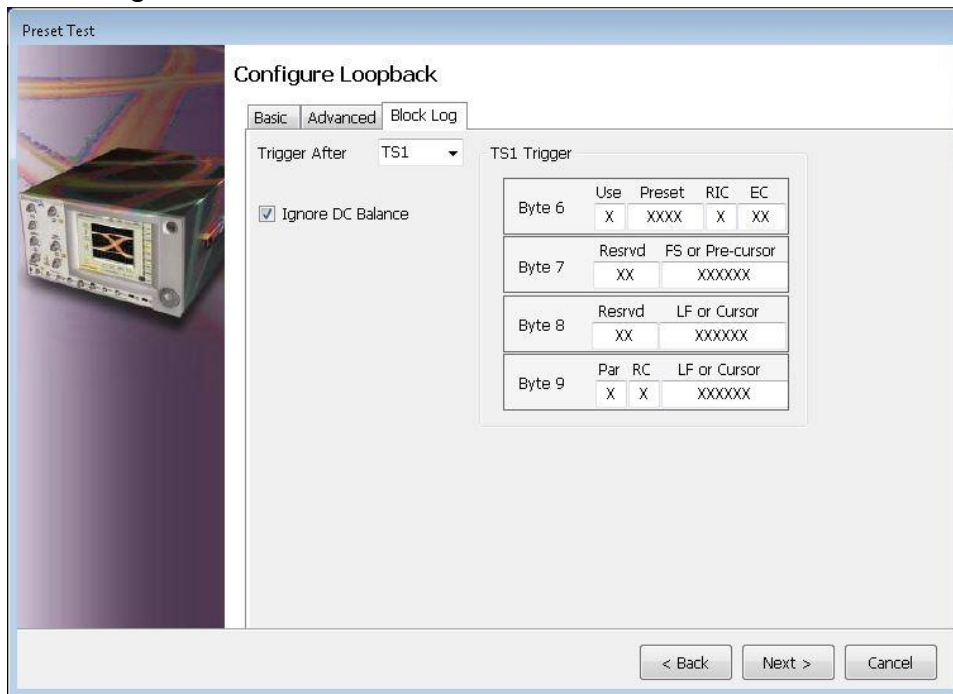 Preset Test
Configure Loopback
Basic Advanced Block Log
Trigger After TS1
Ignore DC Balance
TS1 Trigger
Use Preset RIC EC
Byte 6 X XXXX X XX
Resrvd FS or Pre-cursor
Byte 7 XX XXXXXX
Resrvd LF or Cursor
Byte 8 XX XXXXXX
Par RC LF or Cursor
Byte 9 X X XXXXXX
< Back Next > Cancel